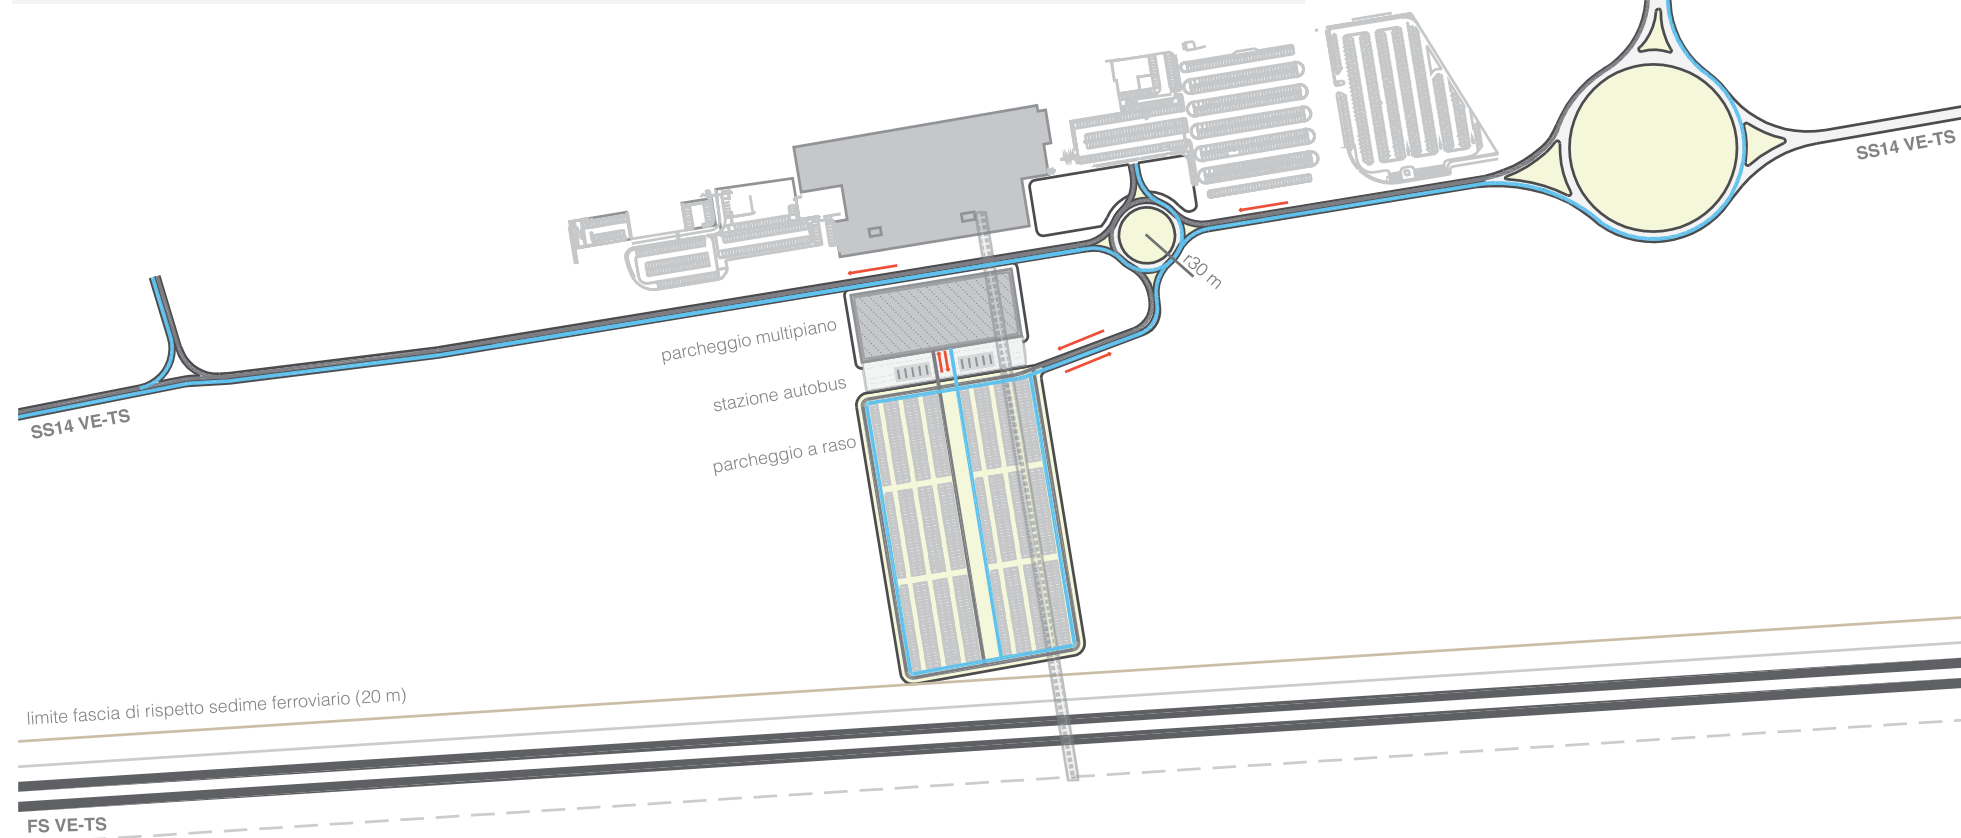 SS14 VE-TS
r30 m
parcheggio multipiano
stazione autobus
SS14 VE-TS
parcheggio a raso
limite fascia di rispetto sedime ferroviario (20 m)
FS VE-TS